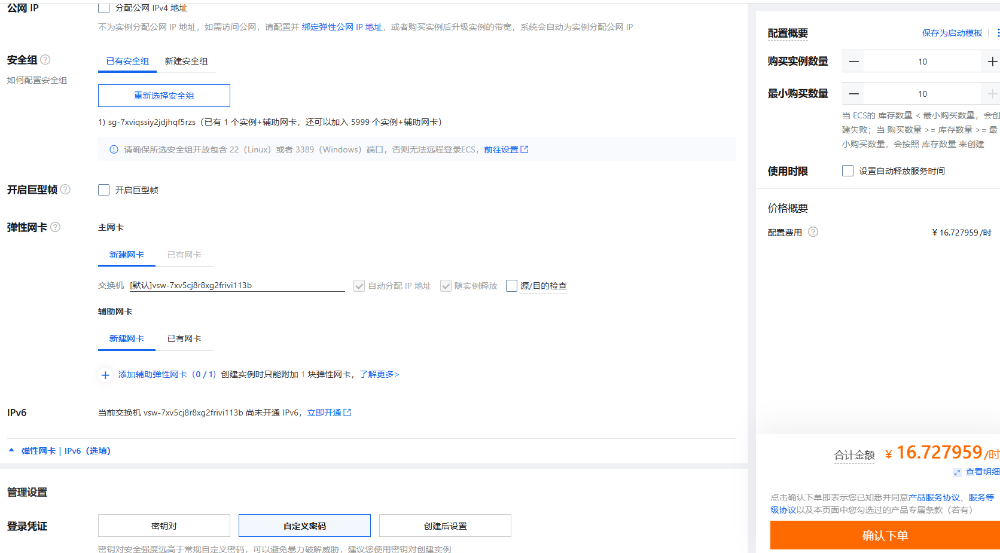 公网 IP
分配公网 IPv4 地址
不为实例分配公网 IP 地址，如需访问公网，请配置并 绑定弹性公网 IP 地址，或者购买实例后升级实例的带宽，系统会自动为实例分配公网 IP
安全组
已有安全组 新建安全组
如何配置安全组
重新选择安全组
1) sg-7xviqssiy2jdjhqf5rzs（已有 1 个实例+辅助网卡，还可以加入 5999 个实例+辅助网卡）
请确保所选安全组开放包含 22（Linux）或者 3389（Windows）端口，否则无法远程登录ECS，前往设置
开启巨型帧
开启巨型帧
弹性网卡
主网卡
新建网卡 已有网卡
交换机 [默认]vsw-7xv5cj8r8xg2frivi113b 自动分配 IP 地址 随实例释放 源/目的检查
辅助网卡
新建网卡 已有网卡
添加辅助弹性网卡（0 / 1）创建实例时只能附加 1 块弹性网卡，了解更多>
IPv6
当前交换机 vsw-7xv5cj8r8xg2frivi113b 尚未开通 IPv6，立即开通
弹性网卡 | IPv6（选填）
管理设置
登录凭证
密钥对 自定义密码 创建后设置
密钥对安全强度远高于常规自定义密码，可以避免暴力破解威胁，建议您使用密钥对创建实例
配置概要 保存为启动模板
购买实例数量 10
最小购买数量 10
当 ECS的 库存数量 < 最小购买数量，会创
建失败；当 购买数量 >= 库存数量 >= 最
小购买数量，会按照 库存数量 来创建
使用时限 设置自动释放服务时间
价格概要
配置费用 ¥ 16.727959 /时
合计金额 ¥ 16.727959 /时
查看明细
点击确认下单即表示您已知悉并同意产品服务协议、服务等
级协议以及本页面中您勾选过的产品专属条款（若有）
确认下单